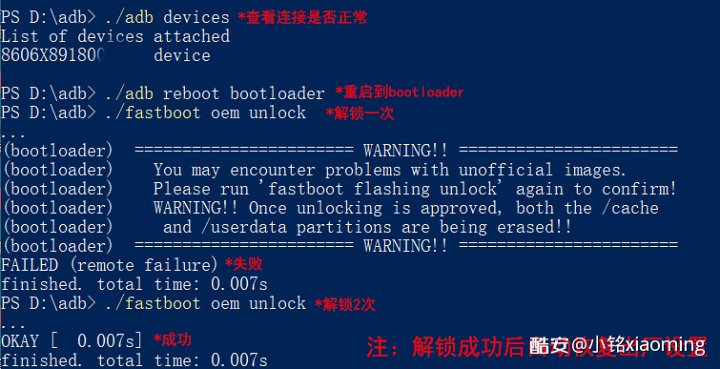 PS D:\adb> ./adb devices *查看连接是否正常
List of devices attached
8606X89180 device
PS D:\adb> ./adb reboot bootloader *重启到bootloader
PS D:\adb> ./fastboot oem unlock *解锁一次
...
(bootloader) ======================= WARNING!! =======================
(bootloader) You may encounter problems with unofficial images.
(bootloader) Please run 'fastboot flashing unlock' again to confirm!
(bootloader) WARNING!! Once unlocking is approved, both the /cache
(bootloader) and /userdata partitions are being erased!!
(bootloader) ======================= WARNING!! =======================
FAILED (remote failure) *失败
finished. total time: 0.007s
PS D:\adb> ./fastboot oem unlock *解锁2次
...
OKAY [  0.007s] *成功
finished. total time: 0.007s
注：解锁成功后
酷安@小铭xiaoming